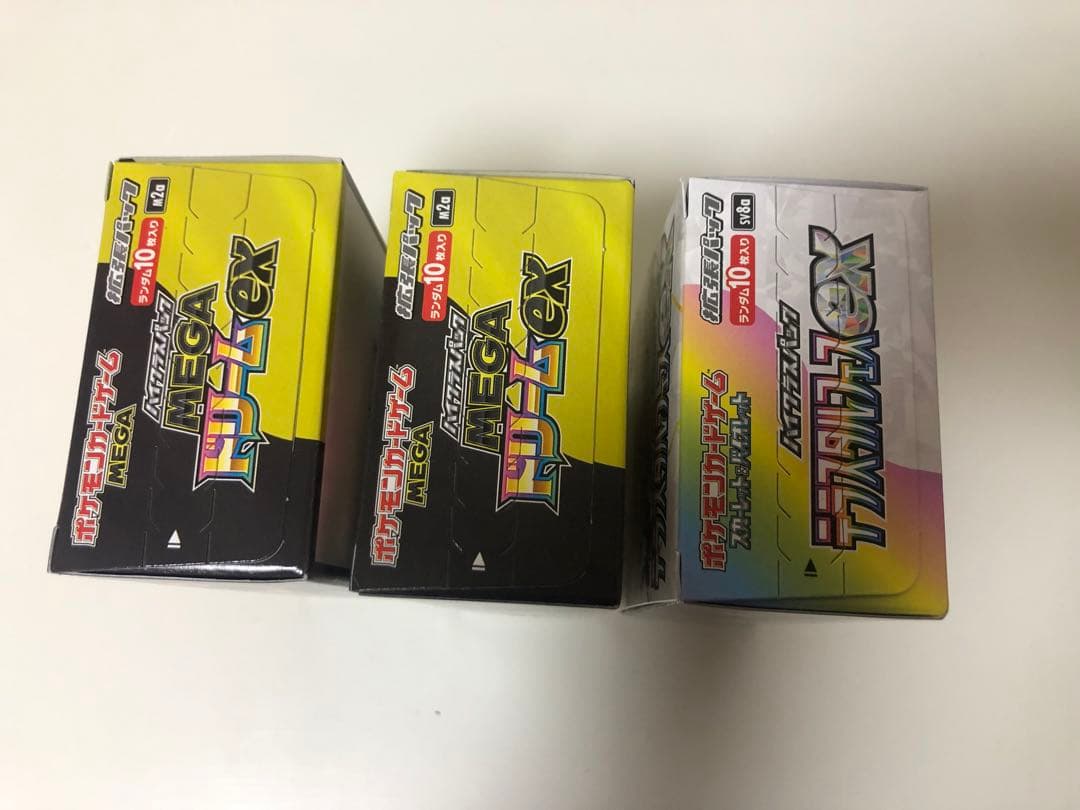 ポケモンカードゲーム
MEGA
拡張パック
M2a
ランダム10枚入り
ハイクラスパック
MEGA
ドリームex
ポケモンカードゲーム
MEGA
拡張パック
M2a
ランダム10枚入り
ハイクラスパック
MEGA
ドリームex
ポケモンカードゲーム
スカーレット&バイオレット
拡張パック
SV8a
ランダム10枚入り
ハイクラスパック
テラスタルフェスex